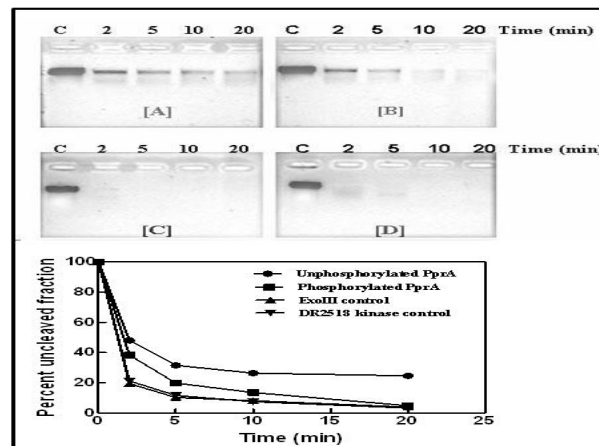 C 2 5 10 20 C 2 5 10 20 Time (min)
[A] [B]
C 2 5 10 20 C 2 5 10 20 Time (min)
[C] [D]
100
80
60
40
20
0
0 5 10 15 20 25
Percent uncleaved fraction
Time (min)
Unphosphorylated PprA
Phosphorylated PprA
ExoIII control
DR2518 kinase control